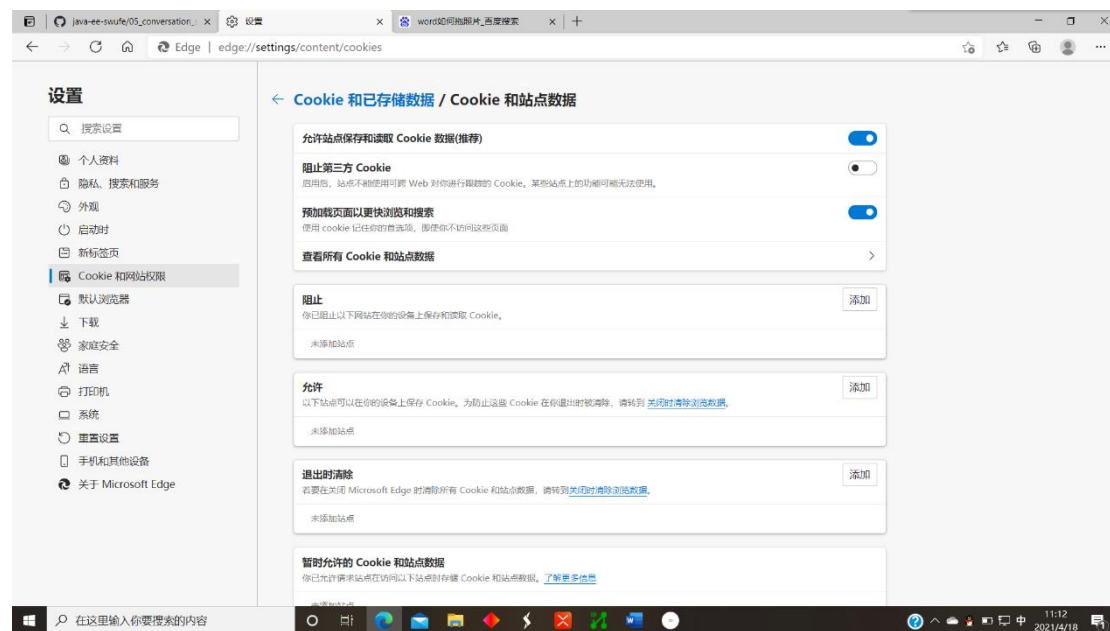 java-ee-swufe/05_conversation_s
设置
word如何抱照片_百度搜索
Edge | edge://settings/content/cookies
设置
Cookie 和已存储数据 / Cookie 和站点数据
搜索设置
个人资料
隐私、搜索和服务
外观
启动时
新标签页
Cookie 和网站权限
默认浏览器
下载
家庭安全
语言
打印机
系统
重置设置
手机和其他设备
关于 Microsoft Edge
允许站点保存和读取 Cookie 数据(推荐)
阻止第三方 Cookie
启用后，站点不能使用可跨 Web 对你进行跟踪的 Cookie。某些站点上的功能可能无法使用。
预加载页面以更快浏览和搜索
使用 cookie 记住你的首选项，即使你不访问这些页面
查看所有 Cookie 和站点数据
阻止
添加
你已阻止以下网站在你的设备上保存和读取 Cookie。
未添加站点
允许
添加
以下站点可以在你的设备上保存 Cookie。为防止这些 Cookie 在你退出时被清除，请转到 关闭时清除浏览数据。
未添加站点
退出时清除
添加
若要在关闭 Microsoft Edge 时清除所有 Cookie 和站点数据，请转到关闭时清除浏览数据。
未添加站点
暂时允许的 Cookie 和站点数据
你已允许请求站点在访问以下站点时存储 Cookie 和站点数据。了解更多信息
未添加站点
在这里输入你要搜索的内容
中
11:12
2021/4/18